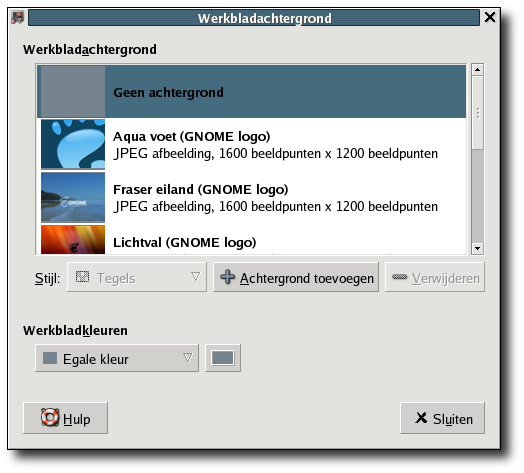 Werkbladachtergrond
Werkbladachtergrond
Geen achtergrond
Aqua voet (GNOME logo)
JPEG afbeelding, 1600 beeldpunten x 1200 beeldpunten
GNOME
Fraser eiland (GNOME logo)
JPEG afbeelding, 1600 beeldpunten x 1200 beeldpunten
Lichtval (GNOME logo)
Stijl: Tegels Achtergrond toevoegen Verwijderen
Werkbladkleuren
Egale kleur
Hulp Sluiten